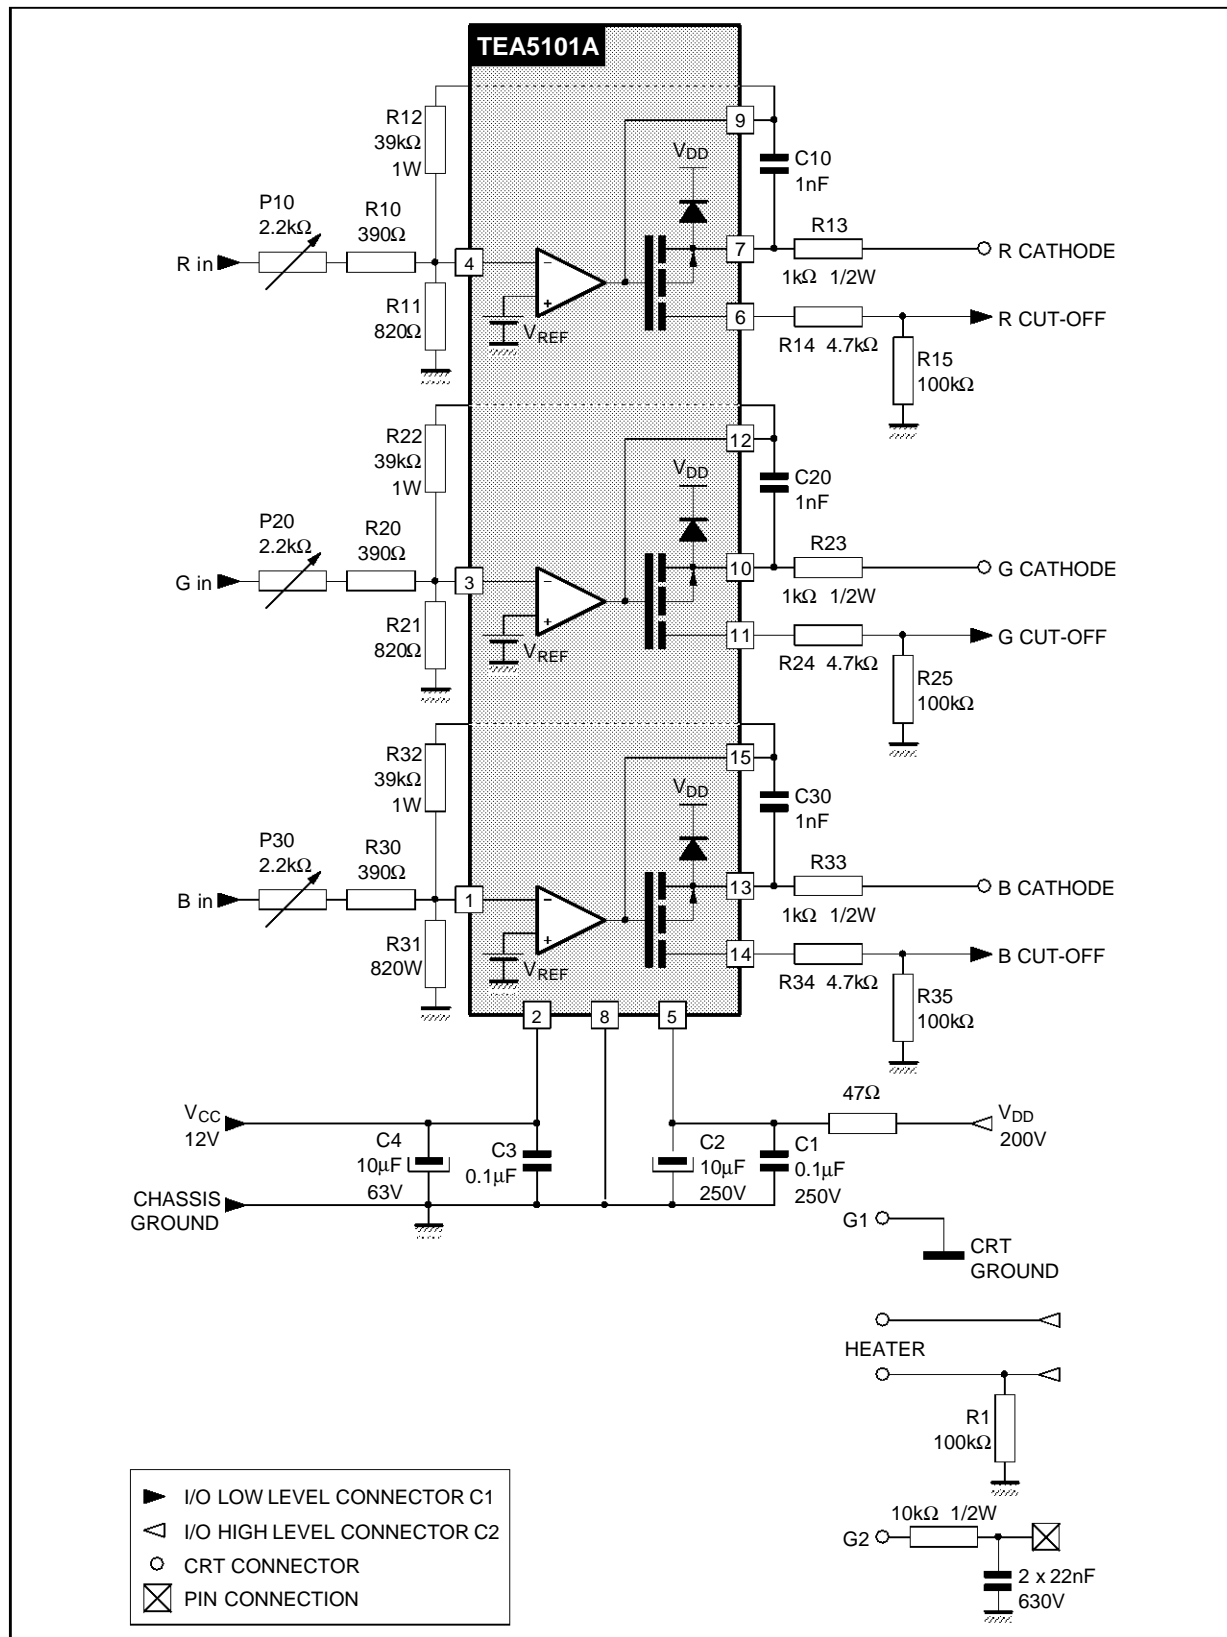 TEA5101A
R12
39kΩ
1W
9
VDD
C10
1nF
P10
2.2kΩ
R10
390Ω
R13
7
R in
4
−
+
R CATHODE
1kΩ 1/2W
6
R CUT-OFF
R11
820Ω
VREF
R14 4.7kΩ
R15
100kΩ
R22
39kΩ
1W
12
VDD
C20
1nF
P20
2.2kΩ
R20
390Ω
R23
10
G in
3
−
+
G CATHODE
1kΩ 1/2W
11
G CUT-OFF
R21
820Ω
VREF
R24 4.7kΩ
R25
100kΩ
R32
39kΩ
1W
15
VDD
C30
1nF
P30
2.2kΩ
R30
390Ω
R33
13
B in
1
−
+
B CATHODE
1kΩ 1/2W
14
B CUT-OFF
R31
820W
VREF
R34 4.7kΩ
R35
100kΩ
2
8
5
47Ω
VCC
12V
VDD
200V
C4
10µF
63V
C3
0.1µF
C2
10µF
250V
C1
0.1µF
250V
CHASSIS
GROUND
G1
CRT
GROUND
HEATER
R1
100kΩ
I/O LOW LEVEL CONNECTOR C1
I/O HIGH LEVEL CONNECTOR C2
CRT CONNECTOR
PIN CONNECTION
10kΩ 1/2W
G2
2 x 22nF
630V